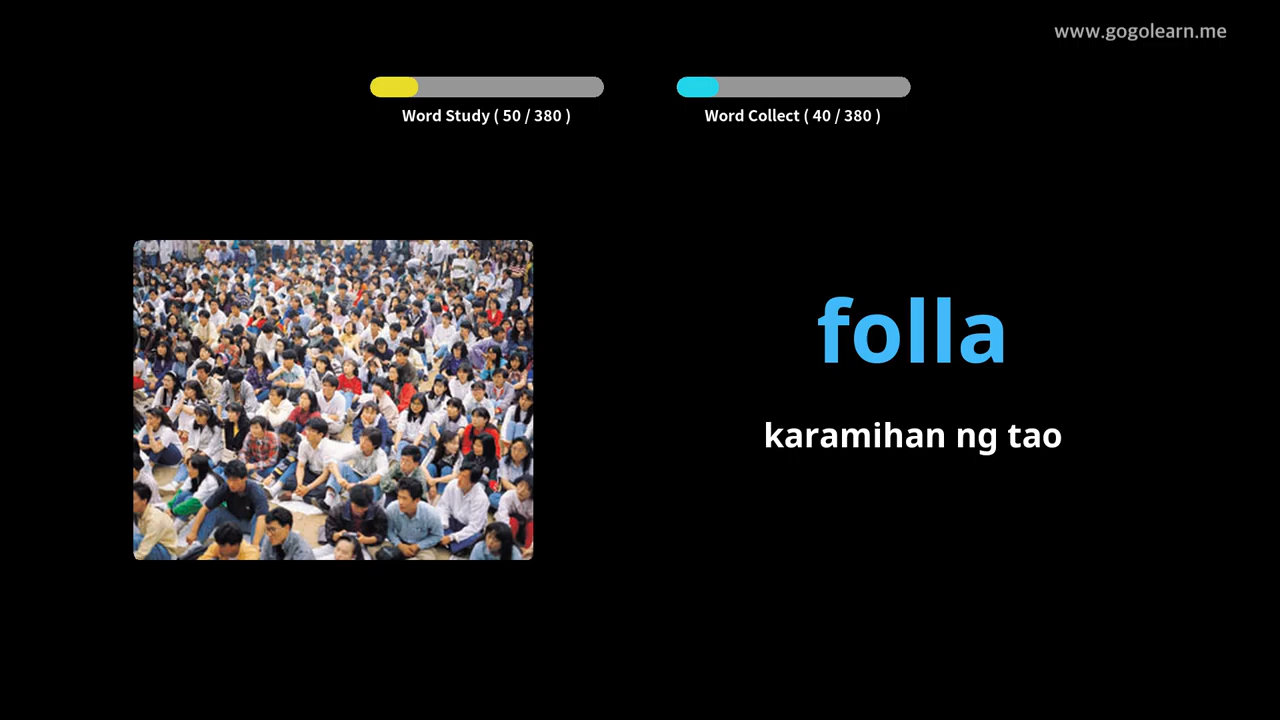 www.gogolearn.me
Word Study ( 50 / 380 )
Word Collect ( 40 / 380 )
folla
karamihan ng tao